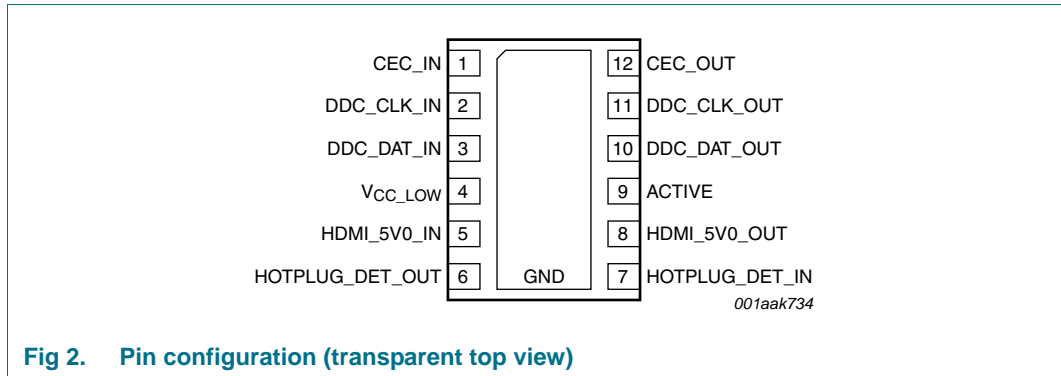 CEC_IN 1 12 CEC_OUT
DDC_CLK_IN 2 11 DDC_CLK_OUT
DDC_DAT_IN 3 10 DDC_DAT_OUT
VCC_LOW 4 9 ACTIVE
HDMI_5V0_IN 5 8 HDMI_5V0_OUT
HOTPLUG_DET_OUT 6 GND 7 HOTPLUG_DET_IN
001aak734
Fig 2. Pin configuration (transparent top view)